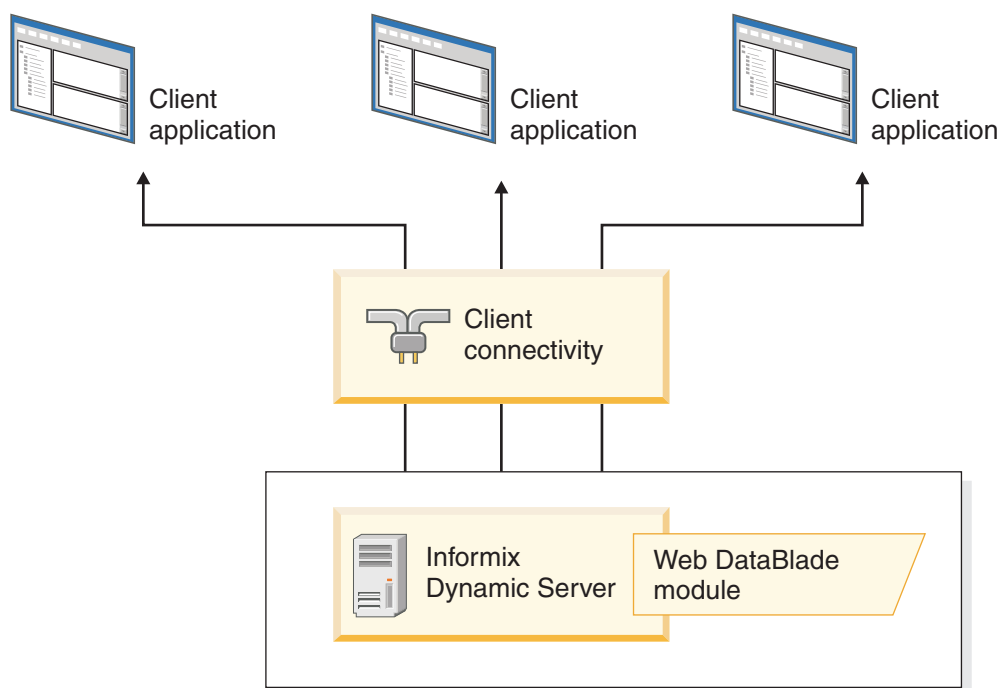 Client
application
Client
application
Client
application
Client
connectivity
Informix
Dynamic Server
Web DataBlade
module